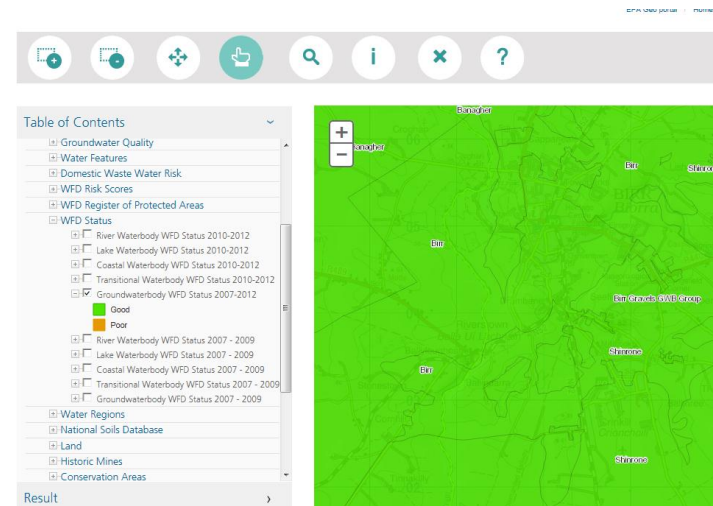 EPA Geo portal / Home
Table of Contents
Groundwater Quality
Water Features
Domestic Waste Water Risk
WFD Risk Scores
WFD Register of Protected Areas
WFD Status
River Waterbody WFD Status 2010-2012
Lake Waterbody WFD Status 2010-2012
Coastal Waterbody WFD Status 2010-2012
Transitional Waterbody WFD Status 2010-2012
Groundwaterbody WFD Status 2007-2012
Good
Poor
River Waterbody WFD Status 2007 - 2009
Lake Waterbody WFD Status 2007 - 2009
Coastal Waterbody WFD Status 2007 - 2009
Transitional Waterbody WFD Status 2007 - 2009
Groundwaterbody WFD Status 2007 - 2009
Water Regions
National Soils Database
Land
Historic Mines
Conservation Areas
Result
Banagher
Banagher
Birr
Shinron
Birr
Birr Gravels GWB Group
Shinrone
Birr
Shinrone